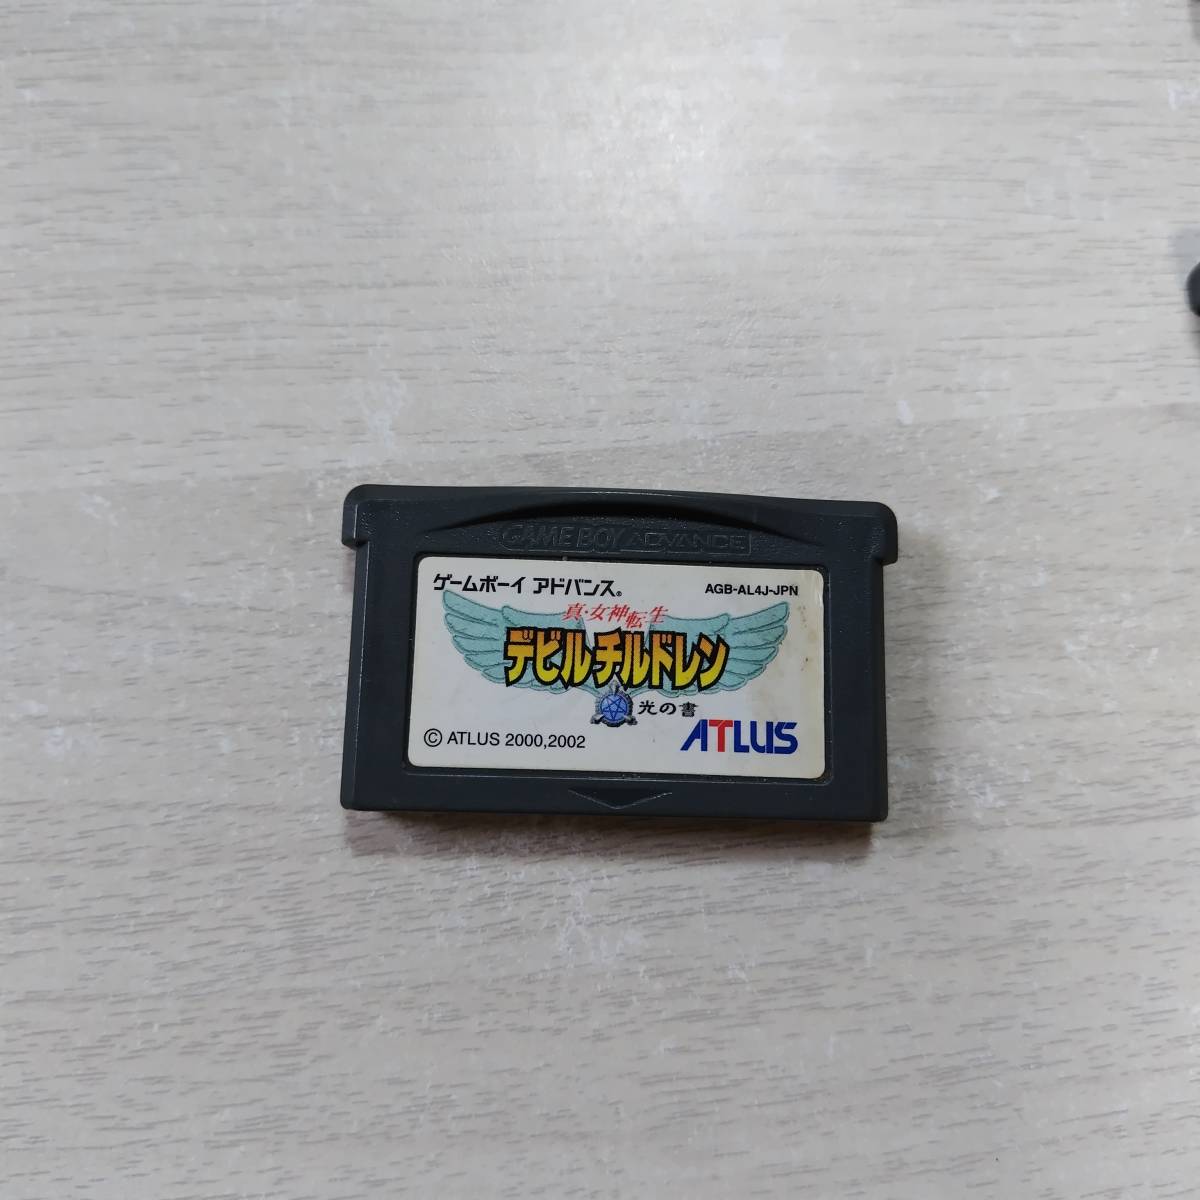 GAME BOY ADVANCE
ゲームボーイ アドバンス®
AGB-AL4J-JPN
真・女神転生
デビルチルドレン
光の書
© ATLUS 2000,2002
ATLUS